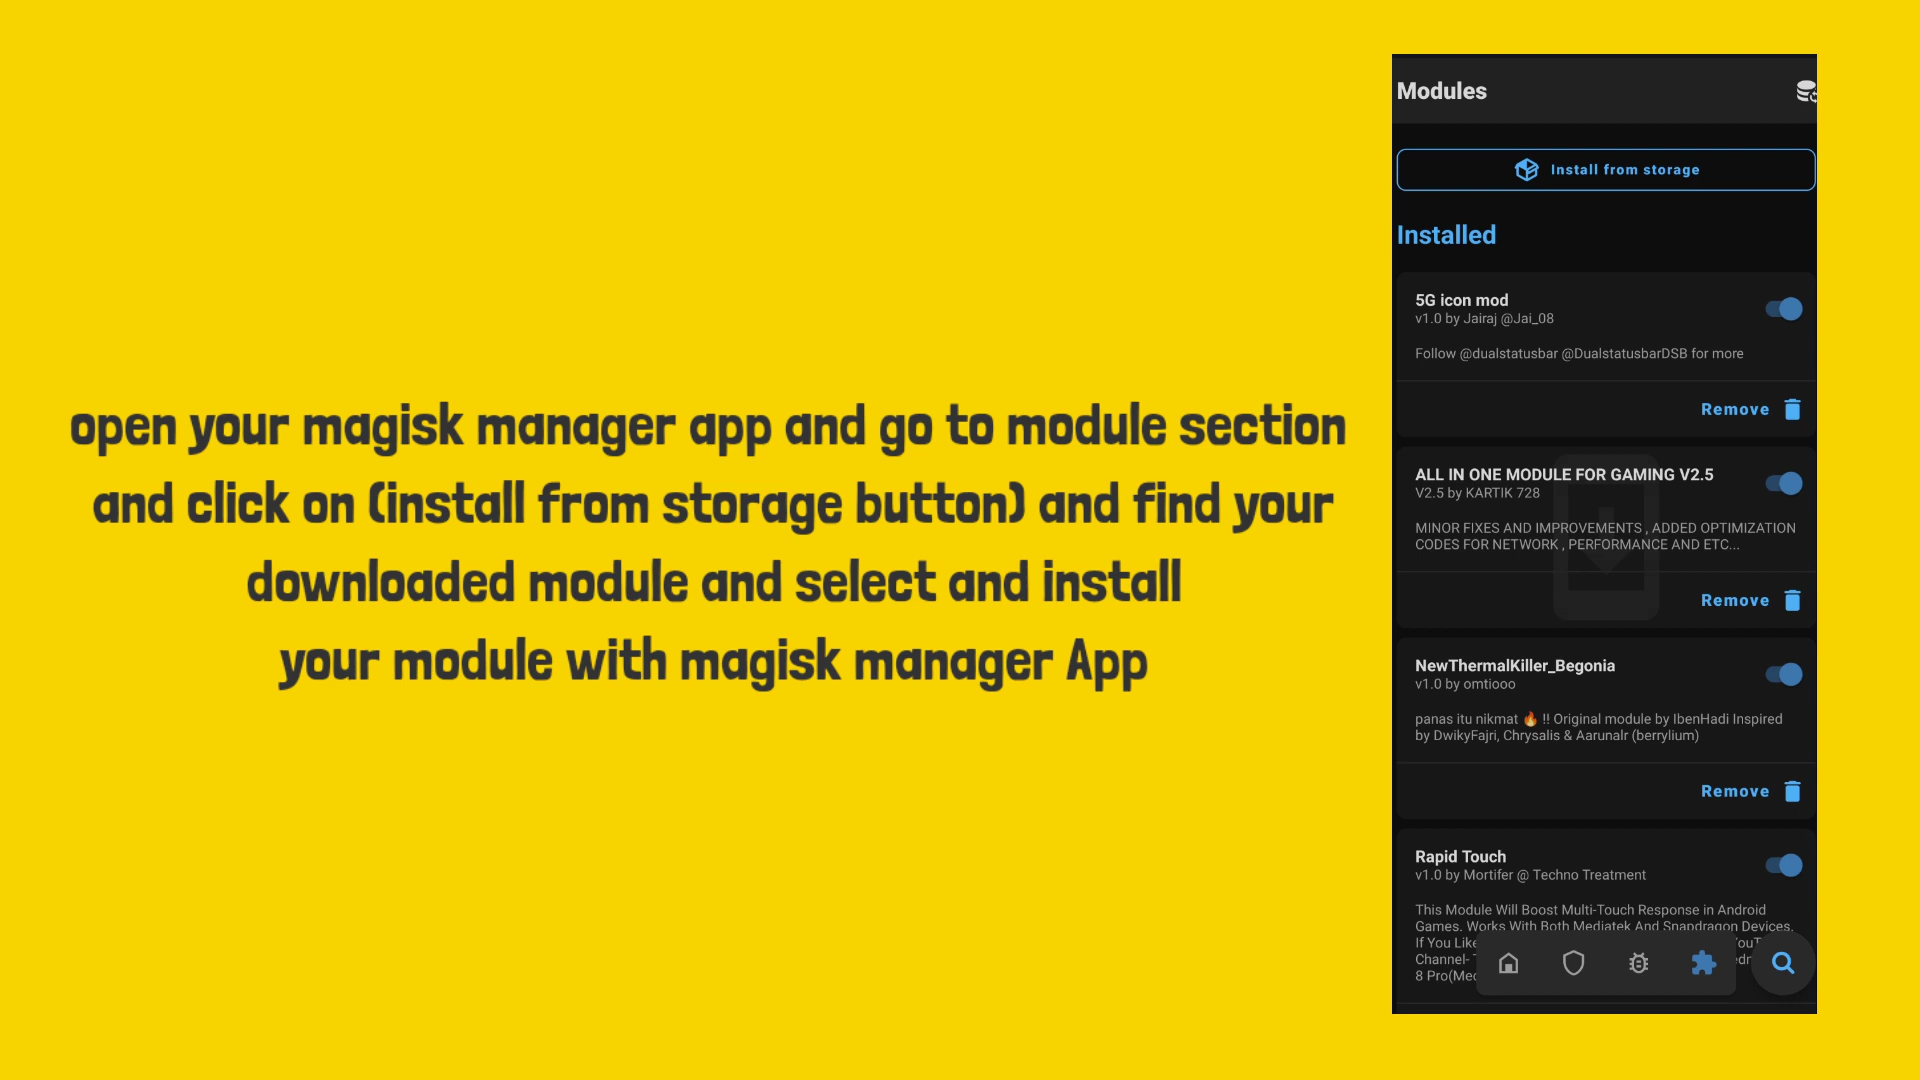 open your magisk manager app and go to module section
and click on (install from storage button) and find your
downloaded module and select and install
your module with magisk manager App
Modules
Install from storage
Installed
5G icon mod
v1.0 by Jairaj @Jai_08
Follow @dualstatusbar @DualstatusbarDSB for more
Remove
ALL IN ONE MODULE FOR GAMING V2.5
V2.5 by KARTIK 728
MINOR FIXES AND IMPROVEMENTS , ADDED OPTIMIZATION
CODES FOR NETWORK , PERFORMANCE AND ETC...
Remove
NewThermalKiller_Begonia
v1.0 by omtiooo
panas itu nikmat 🔥 !! Original module by IbenHadi Inspired
by DwikyFajri, Chrysalis & Aarunalr (berrylium)
Remove
Rapid Touch
v1.0 by Mortifer @ Techno Treatment
This Module Will Boost Multi-Touch Response in Android
Games. Works With Both Mediatek And Snapdragon Devices.
If You Like
Channel-
8 Pro(Mec